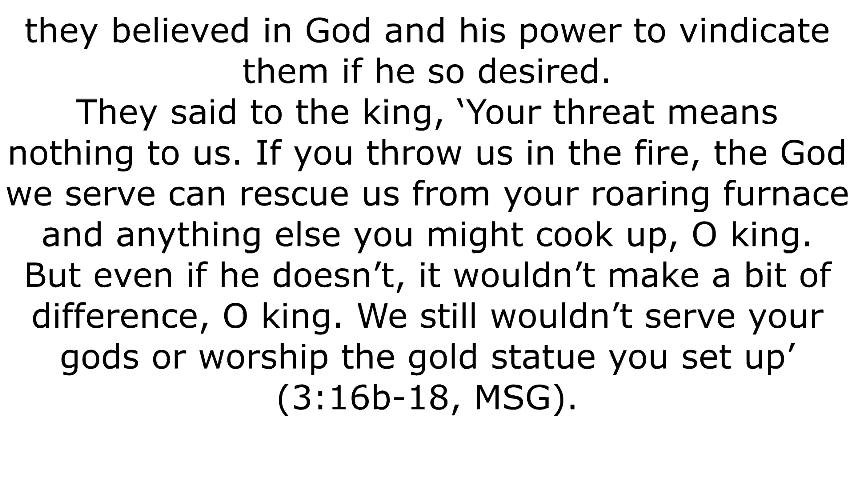 they believed in God and his power to vindicate
them if he so desired.
They said to the king, ‘Your threat means
nothing to us. If you throw us in the fire, the God
we serve can rescue us from your roaring furnace
and anything else you might cook up, O king.
But even if he doesn’t, it wouldn’t make a bit of
difference, O king. We still wouldn’t serve your
gods or worship the gold statue you set up’
(3:16b-18, MSG).